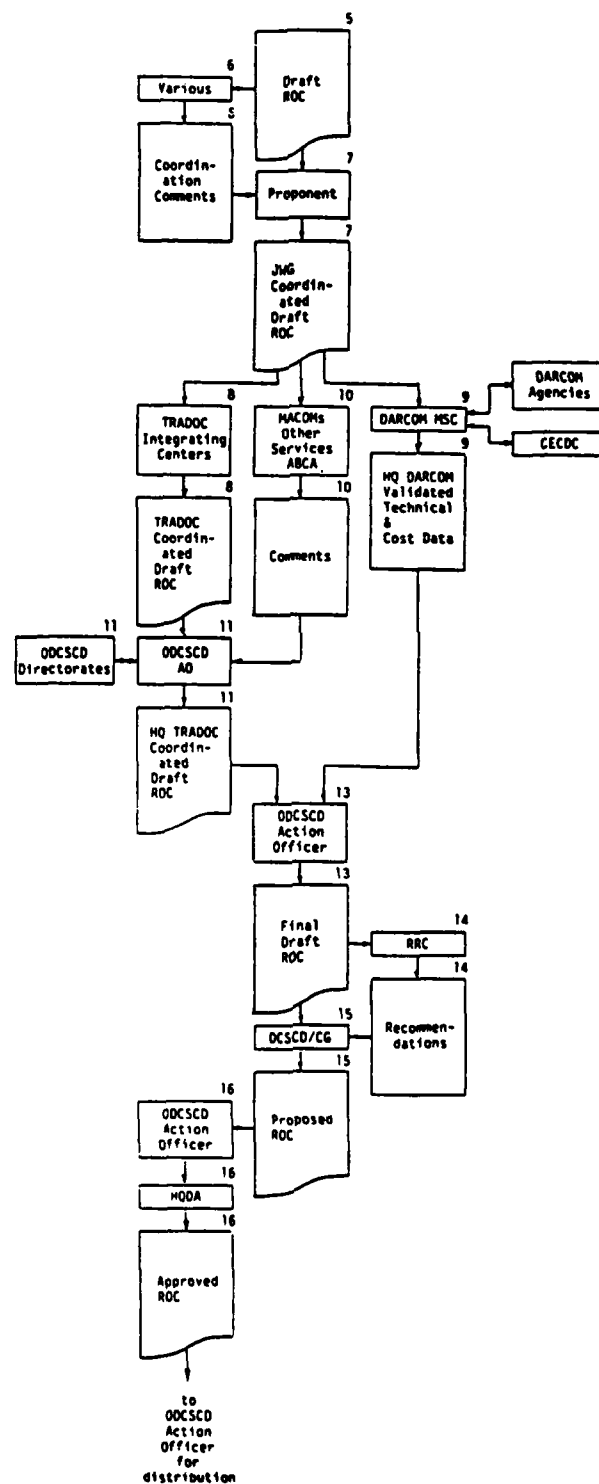 5
Draft
ROC
6
Various
5
Coordin-
ation
Comments
7
Proponent
7
JWG
Coordin-
ated
Draft
ROC
8
TRADOC
Integrating
Centers
10
MACOMs
Other
Services
ABCA
9
DARCOM MSC
DARCOM
Agencies
CECDC
8
TRADOC
Coordin-
ated
Draft
ROC
10
Comments
9
HQ DARCOM
Validated
Technical
&
Cost Data
11
ODCSCD
Directorates
11
ODCSCD
AO
11
HQ TRADOC
Coordin-
ated
Draft
ROC
13
ODCSCD
Action
Officer
13
Final
Draft
ROC
14
RRC
14
Recommen-
dations
15
DCSCD/CG
15
Proposed
ROC
16
ODCSCD
Action
Officer
16
HQDA
16
Approved
ROC
to
ODCSCD
Action
Officer
for
distribution